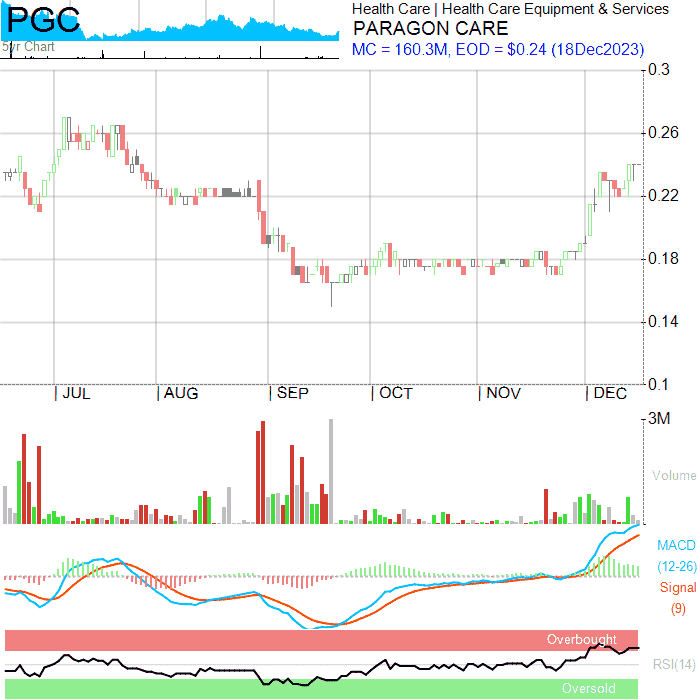 PGC
5yr Chart
Health Care | Health Care Equipment & Services
PARAGON CARE
MC = 160.3M, EOD = $0.24 (18Dec2023)
0.3
0.26
0.22
0.18
0.14
0.1
JUL
AUG
SEP
OCT
NOV
DEC
3M
Volume
MACD
(12-26)
Signal
(9)
Overbought
RSI(14)
Oversold